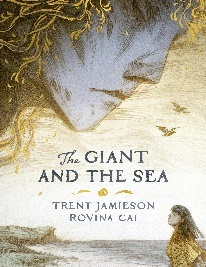 The GIANT
AND THE SEA
TRENT JAMIESON
ROVINA CAI